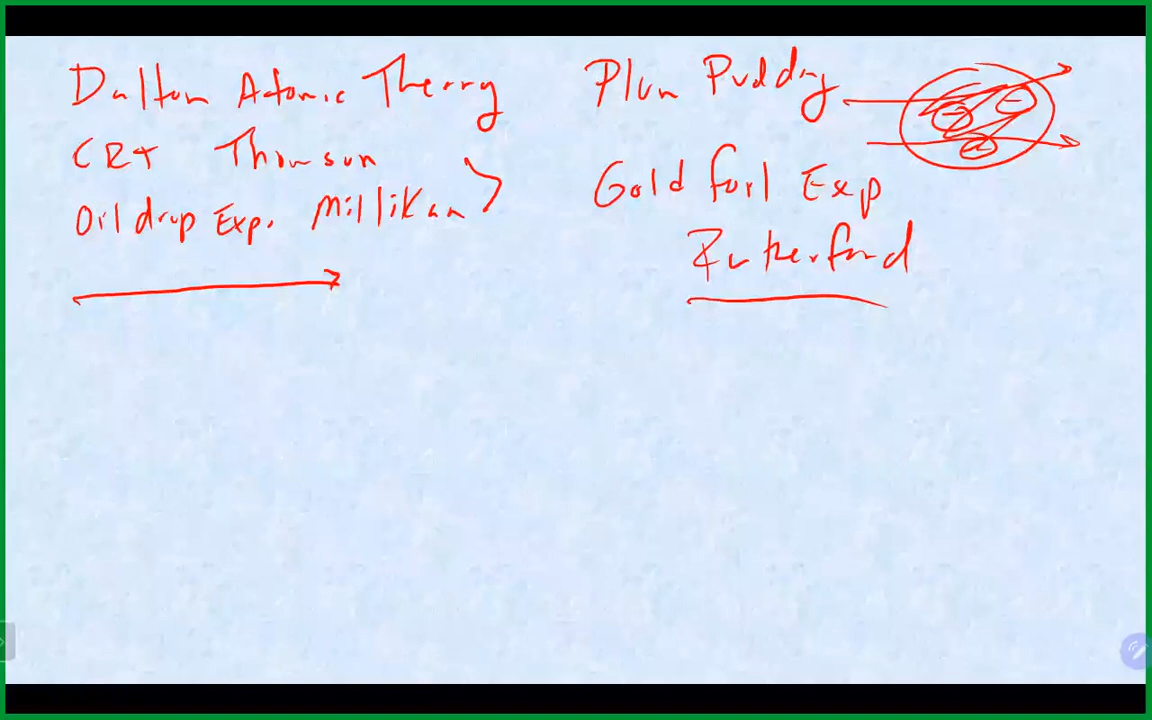 Dalton Atomic Theory
CRT Thomson
Oil drop Exp. Millikan
Plum Pudding
Gold foil Exp
Rutherford